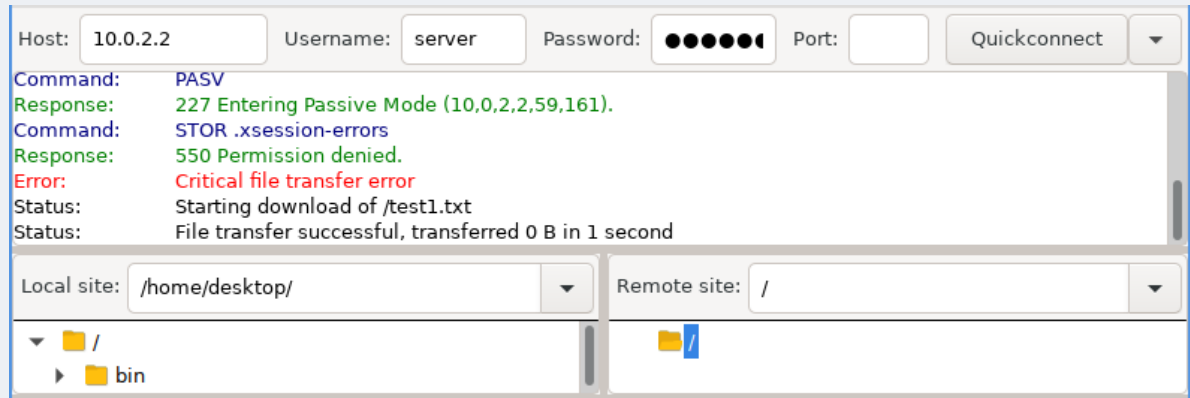 Host: 10.0.2.2 Username: server Password: ●●●●●● Port: Quickconnect
Command: PASV
Response: 227 Entering Passive Mode (10,0,2,2,59,161).
Command: STOR .xsession-errors
Response: 550 Permission denied.
Error: Critical file transfer error
Status: Starting download of /test1.txt
Status: File transfer successful, transferred 0 B in 1 second
Local site: /home/desktop/ Remote site: /
/ /
bin